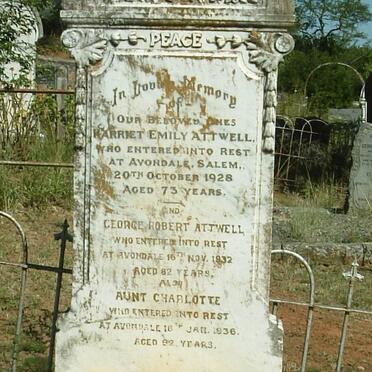 PEACE
In Loving Memory
of
OUR BELOVED ONES
HARRIET EMILY ATTWELL,
WHO ENTERED INTO REST
AT AVONDALE, SALEM,
20TH OCTOBER 1928
AGED 73 YEARS.
AND
GEORGE ROBERT ATTWELL
WHO ENTERED INTO REST
AT AVONDALE 16TH NOV. 1932
AGED 82 YEARS.
ALSO
AUNT CHARLOTTE
WHO ENTERED INTO REST
AT AVONDALE 18TH JAN. 1936.
AGED 92 YEARS.